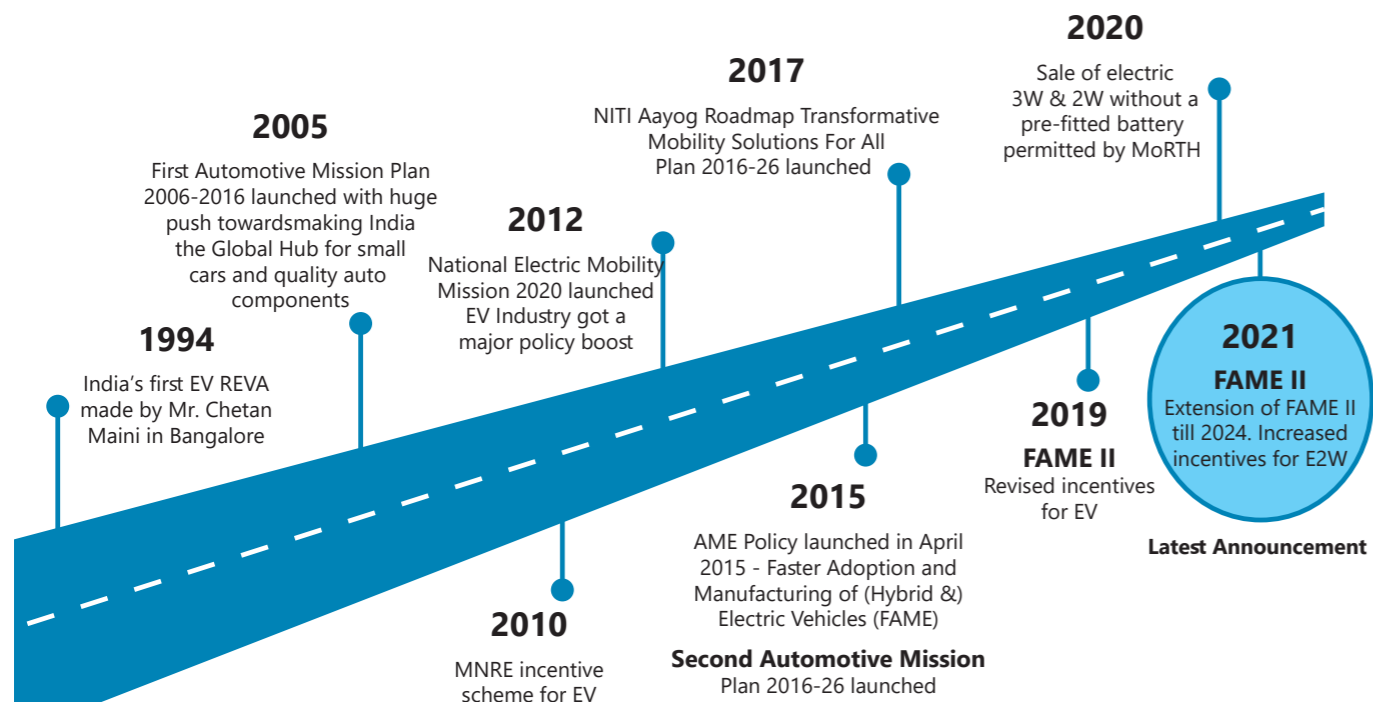 1994
India’s first EV REVA
made by Mr. Chetan
Maini in Bangalore
2005
First Automotive Mission Plan
2006-2016 launched with huge
push towardsmaking India
the Global Hub for small
cars and quality auto
components
2010
MNRE incentive
scheme for EV
2012
National Electric Mobility
Mission 2020 launched
EV Industry got a
major policy boost
2015
AME Policy launched in April
2015 - Faster Adoption and
Manufacturing of (Hybrid &)
Electric Vehicles (FAME)
Second Automotive Mission
Plan 2016-26 launched
2017
NITI Aayog Roadmap Transformative
Mobility Solutions For All
Plan 2016-26 launched
2019
FAME II
Revised incentives
for EV
2020
Sale of electric
3W & 2W without a
pre-fitted battery
permitted by MoRTH
2021
FAME II
Extension of FAME II
till 2024. Increased
incentives for E2W
Latest Announcement